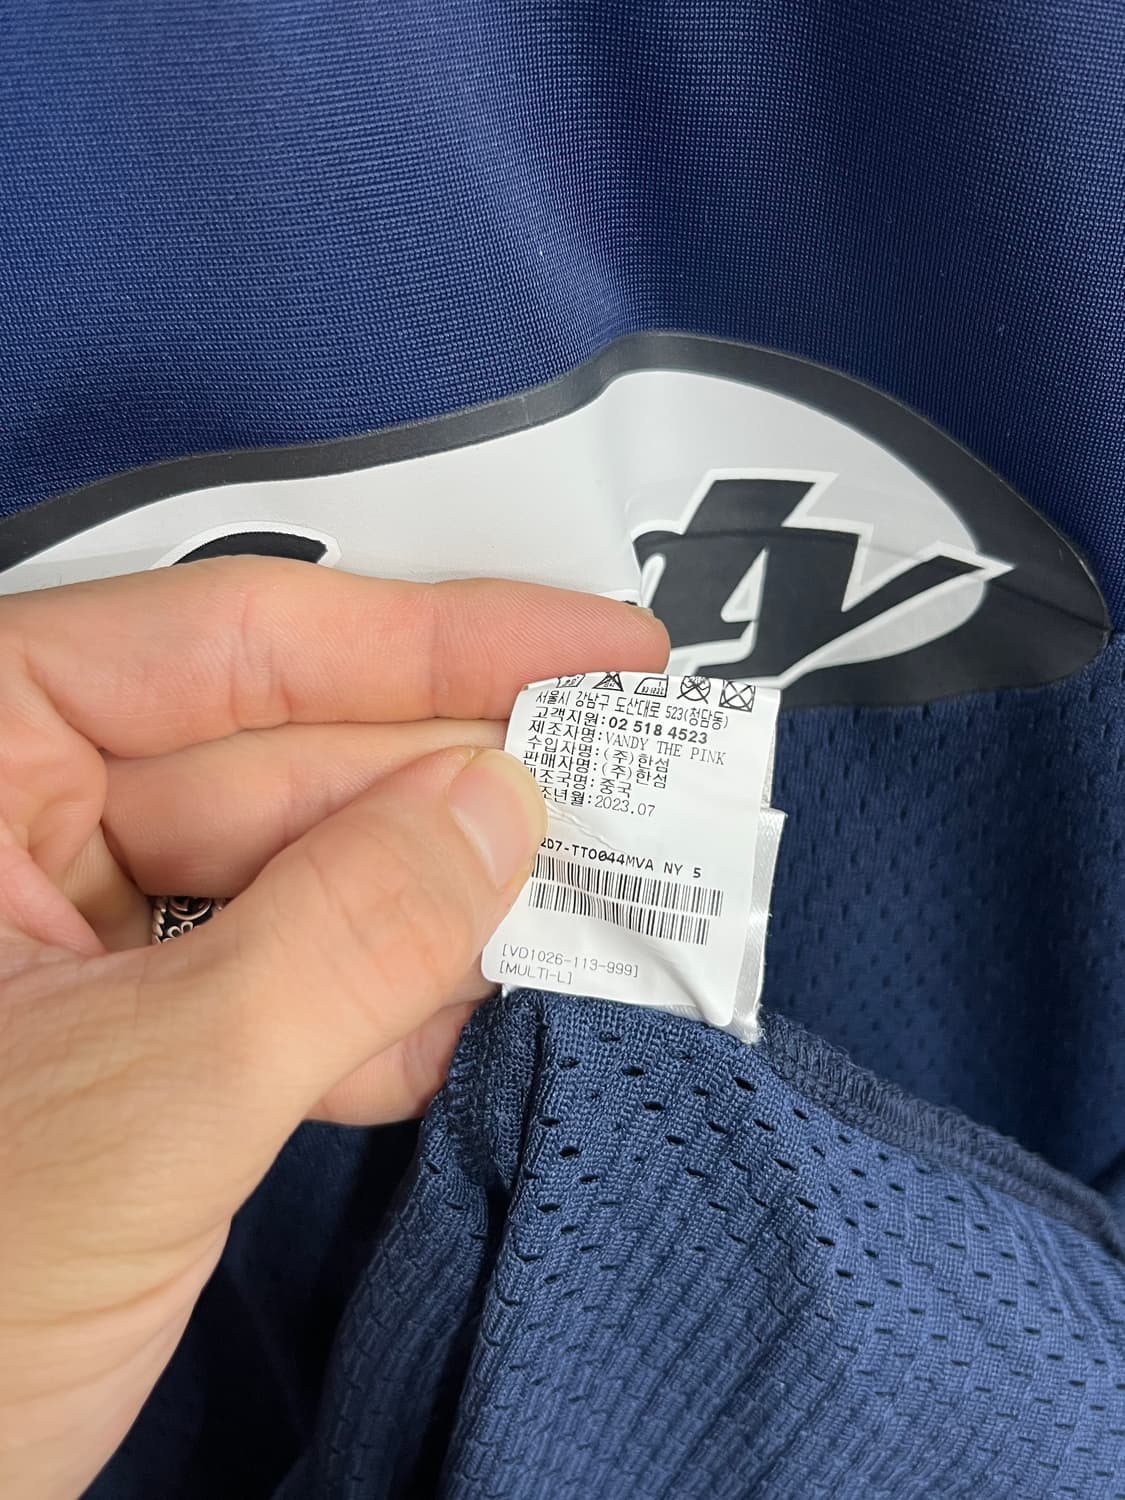 서울시 강남구 도산대로 523(청담동)
고객지원:02 518 4523
제조자명:VANDY THE PINK
수입자명:(주)한섬
판매자명:(주)한섬
제조국명:중국
조년월:2023.07
2D7-TTO044MVA NY 5
[VD1026-113-999]
[MULTI-L]